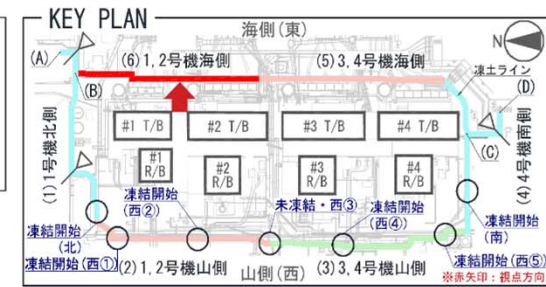 KEY PLAN
海側(東)
N
(A)
(6)1,2号機海側
(5)3,4号機海側
凍土ライン
(B)
(D)
#1 T/B
#2 T/B
#3 T/B
#4 T/B
(C)
(1)1号機北側
(4)4号機南側
#1
R/B
#2
R/B
#3
R/B
#4
R/B
凍結開始
(西②)
未凍結・西③
凍結開始
(西④)
凍結開始
(南)
凍結開始
(北)
凍結開始(西①)
(2)1,2号機山側
山側(西)
(3)3,4号機山側
凍結開始(西⑤)
※赤矢印:視点方向